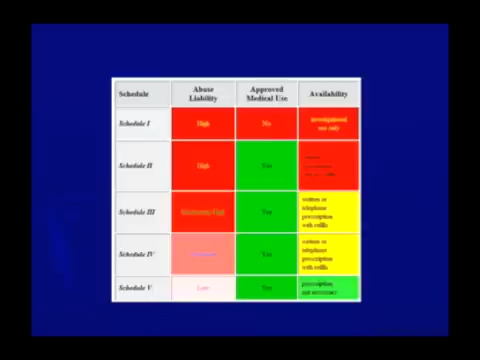 Schedule
Abuse
Liability
Approved
Medical Use
Availability
Schedule I
High
No
investigational
use only
Schedule II
High
Yes
Schedule III
Yes
written or
telephone
prescription
with refills
Schedule IV
Yes
written or
telephone
prescription
with refills
Schedule V
Low
Yes
prescription